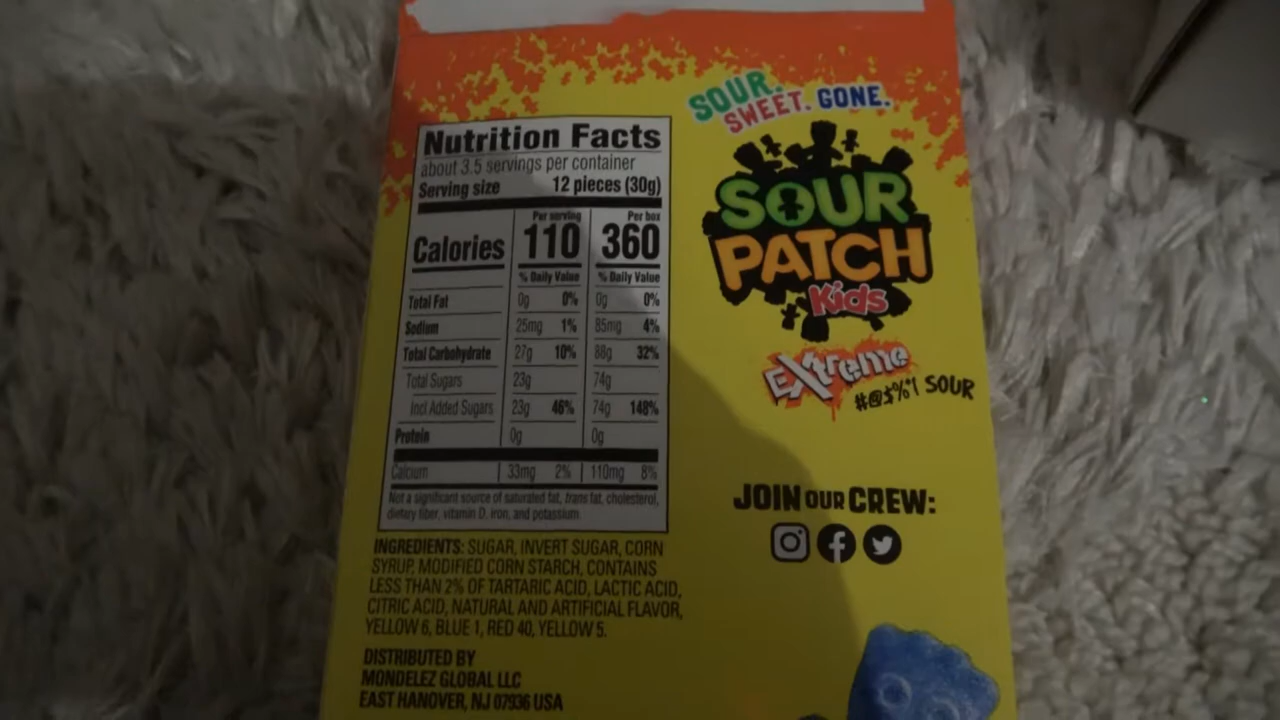 SOUR.
SWEET. GONE.
SOUR
PATCH
Kids
Extreme
#@$%*! SOUR
Nutrition Facts
about 3.5 servings per container
Serving size 12 pieces (30g)
Per serving Per box
Calories 110 360
% Daily Value % Daily Value
Total Fat 0g 0% 0g 0%
Sodium 25mg 1% 85mg 4%
Total Carbohydrate 27g 10% 88g 32%
Total Sugars 23g 74g
Incl Added Sugars 23g 46% 74g 148%
Protein 0g 0g
Calcium 33mg 2% 110mg 8%
Not a significant source of saturated fat, trans fat, cholesterol,
dietary fiber, vitamin D, iron, and potassium
INGREDIENTS: SUGAR, INVERT SUGAR, CORN
SYRUP, MODIFIED CORN STARCH, CONTAINS
LESS THAN 2% OF TARTARIC ACID, LACTIC ACID,
CITRIC ACID, NATURAL AND ARTIFICIAL FLAVOR,
YELLOW 6, BLUE 1, RED 40, YELLOW 5.
DISTRIBUTED BY
MONDELEZ GLOBAL LLC
EAST HANOVER, NJ 07936 USA
JOIN OUR CREW: